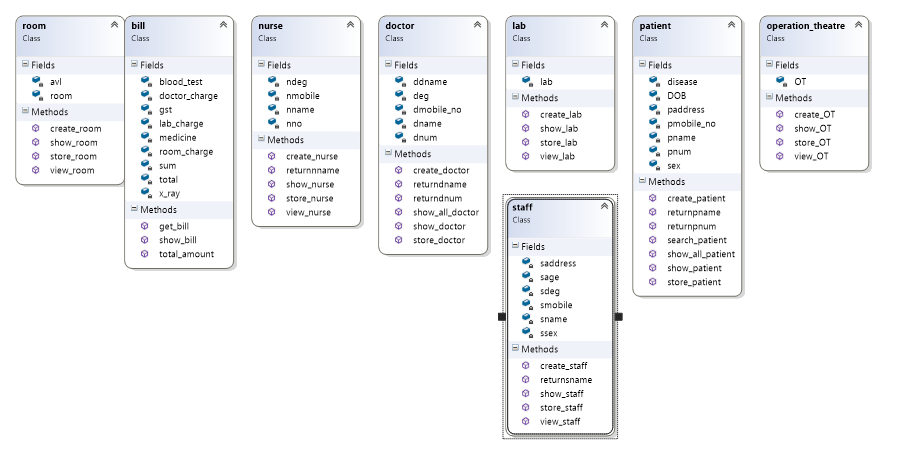 room
Class
Fields
avl
room
Methods
create_room
show_room
store_room
view_room
bill
Class
Fields
blood_test
doctor_charge
gst
lab_charge
medicine
room_charge
sum
total
x_ray
Methods
get_bill
show_bill
total_amount
nurse
Class
Fields
ndeg
nmobile
nname
nno
Methods
create_nurse
returnnname
show_nurse
store_nurse
view_nurse
doctor
Class
Fields
ddname
deg
dmobile_no
dname
dnum
Methods
create_doctor
returndname
returndnum
show_all_doctor
show_doctor
store_doctor
lab
Class
Fields
lab
Methods
create_lab
show_lab
store_lab
view_lab
staff
Class
Fields
saddress
sage
sdeg
smobile
sname
ssex
Methods
create_staff
returnsname
show_staff
store_staff
view_staff
patient
Class
Fields
disease
DOB
paddress
pmobile_no
pname
pnum
sex
Methods
create_patient
returnpname
returnpnum
search_patient
show_all_patient
show_patient
store_patient
operation_theatre
Class
Fields
OT
Methods
create_OT
show_OT
store_OT
view_OT